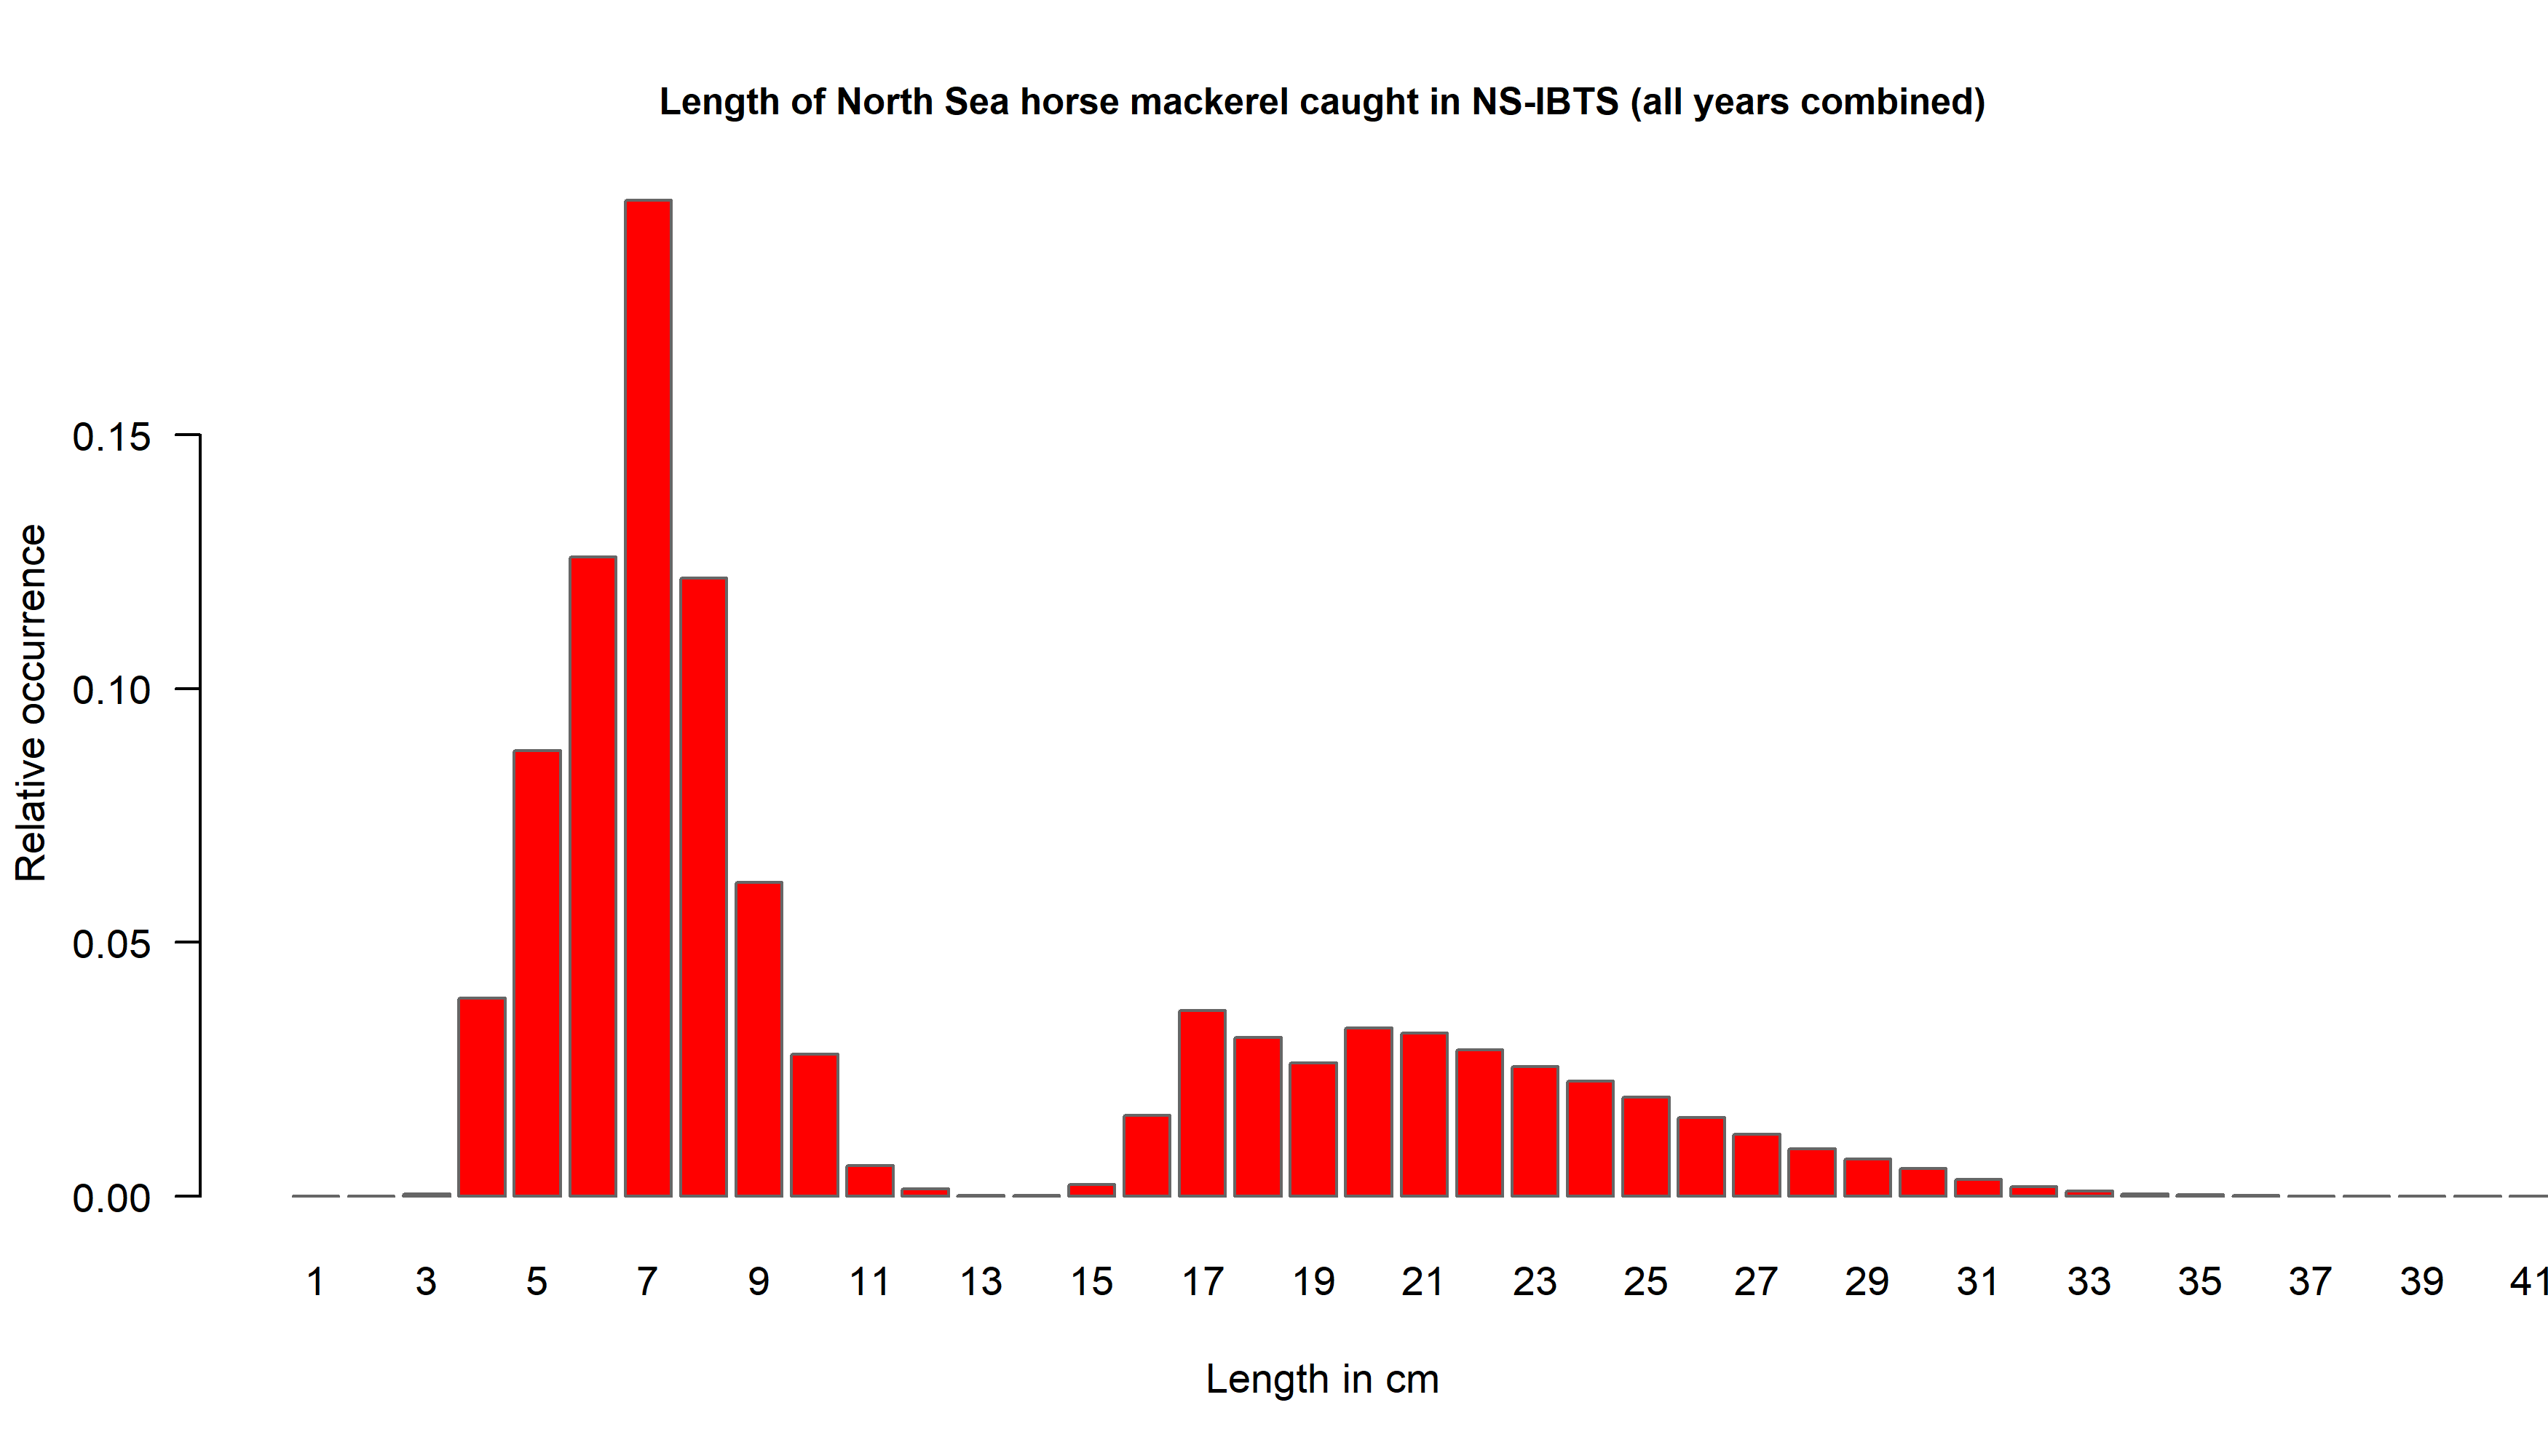 Length of North Sea horse mackerel caught in NS-IBTS (all years combined)
Relative occurrence
0.15
0.10
0.05
0.00
1 3 5 7 9 11 13 15 17 19 21 23 25 27 29 31 33 35 37 39 41
Length in cm